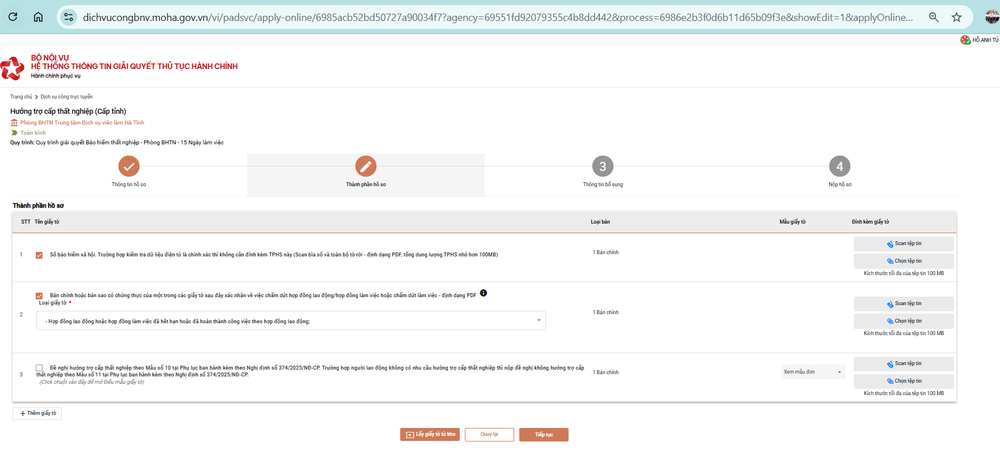 dichvucongbnv.moha.gov.vn/vi/padsvc/apply-online/6985acb52bd50727a90034f7?agency=69551fd92079355c4b8dd442&process=6986e2b3f0d6b11d65b09f3e&showEdit=1&applyOnline...
HỒ ANH TÚ
BỘ NỘI VỤ
HỆ THỐNG THÔNG TIN GIẢI QUYẾT THỦ TỤC HÀNH CHÍNH
Hành chính phục vụ
Trang chủ > Dịch vụ công trực tuyến
Hưởng trợ cấp thất nghiệp (Cấp tỉnh)
Phòng BHTN Trung tâm Dịch vụ việc làm Hà Tĩnh
Toàn trình
Quy trình: Quy trình giải quyết Bảo hiểm thất nghiệp - Phòng BHTN - 15 Ngày làm việc
3 4
Thông tin hồ sơ Thành phần hồ sơ Thông tin bổ sung Nộp hồ sơ
Thành phần hồ sơ
STT Tên giấy tờ Loại bản Mẫu giấy tờ Đính kèm giấy tờ
1 Sổ bảo hiểm xã hội. Trường hợp kiểm tra dữ liệu điện tử là chính xác thì không cần đính kèm TPHS này (Scan bìa sổ và toàn bộ tờ rời - định dạng PDF, tổng dung lượng TPHS nhỏ hơn 100MB) 1 Bản chính
Scan tệp tin
Chọn tệp tin
Kích thước tối đa của tệp tin 100 MB
2 Bản chính hoặc bản sao có chứng thực của một trong các giấy tờ sau đây xác nhận về việc chấm dứt hợp đồng lao động/hợp đồng làm việc hoặc chấm dứt làm việc - định dạng PDF
Loại giấy tờ *
- Hợp đồng lao động hoặc hợp đồng làm việc đã hết hạn hoặc đã hoàn thành công việc theo hợp đồng lao động;
1 Bản chính
Scan tệp tin
Chọn tệp tin
Kích thước tối đa của tệp tin 100 MB
3 Đề nghị hưởng trợ cấp thất nghiệp theo Mẫu số 10 tại Phụ lục ban hành kèm theo Nghị định số 374/2025/NĐ-CP. Trường hợp người lao động không có nhu cầu hưởng trợ cấp thất nghiệp thì nộp đề nghị không hưởng trợ cấp
thất nghiệp theo Mẫu số 11 tại Phụ lục ban hành kèm theo Nghị định số 374/2025/NĐ-CP.
(Click chuột vào đây để mở Biểu mẫu giấy tờ)
1 Bản chính
Xem mẫu đơn
Scan tệp tin
Chọn tệp tin
Kích thước tối đa của tệp tin 100 MB
+ Thêm giấy tờ
Lấy giấy tờ từ kho Quay lại Tiếp tục